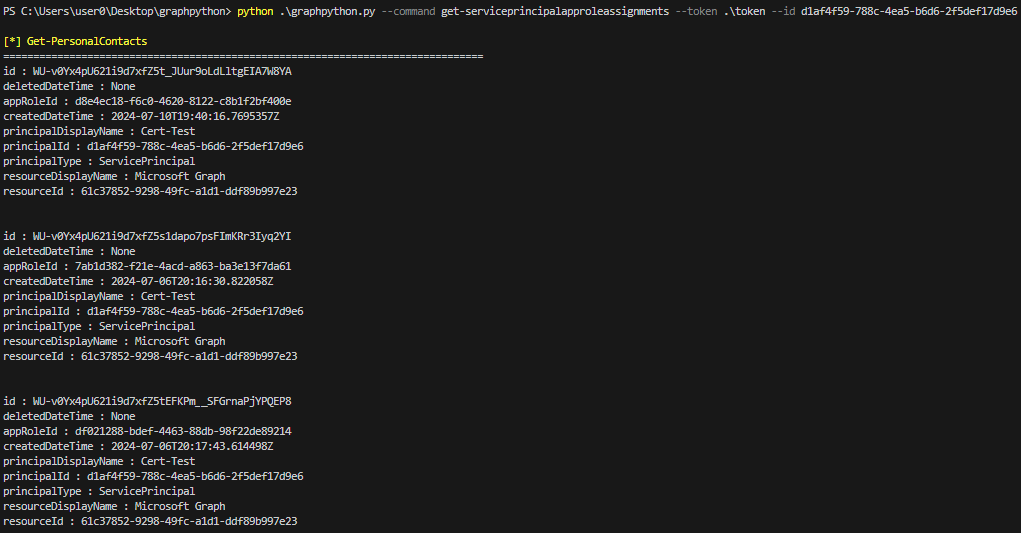 PS C:\Users\user0\Desktop\graphpython> python .\graphpython.py --command get-serviceprincipalapproleassignments --token .\token --id d1af4f59-788c-4ea5-b6d6-2f5def17d9e6
[*] Get-PersonalContacts
================================================================================
id : WU-v0Yx4pU621i9d7xfZ5t_JUur9oLdLltgEIA7W8YA
deletedDateTime : None
appRoleId : d8e4ec18-f6c0-4620-8122-c8b1f2bf400e
createdDateTime : 2024-07-10T19:40:16.7695357Z
principalDisplayName : Cert-Test
principalId : d1af4f59-788c-4ea5-b6d6-2f5def17d9e6
principalType : ServicePrincipal
resourceDisplayName : Microsoft Graph
resourceId : 61c37852-9298-49fc-a1d1-ddf89b997e23
id : WU-v0Yx4pU621i9d7xfZ5s1dapo7psFImKRr3Iyq2YI
deletedDateTime : None
appRoleId : 7ab1d382-f21e-4acd-a863-ba3e13f7da61
createdDateTime : 2024-07-06T20:16:30.822058Z
principalDisplayName : Cert-Test
principalId : d1af4f59-788c-4ea5-b6d6-2f5def17d9e6
principalType : ServicePrincipal
resourceDisplayName : Microsoft Graph
resourceId : 61c37852-9298-49fc-a1d1-ddf89b997e23
id : WU-v0Yx4pU621i9d7xfZ5tEFKPm__SFGrnaPjYPQEP8
deletedDateTime : None
appRoleId : df021288-bdef-4463-88db-98f22de89214
createdDateTime : 2024-07-06T20:17:43.614498Z
principalDisplayName : Cert-Test
principalId : d1af4f59-788c-4ea5-b6d6-2f5def17d9e6
principalType : ServicePrincipal
resourceDisplayName : Microsoft Graph
resourceId : 61c37852-9298-49fc-a1d1-ddf89b997e23